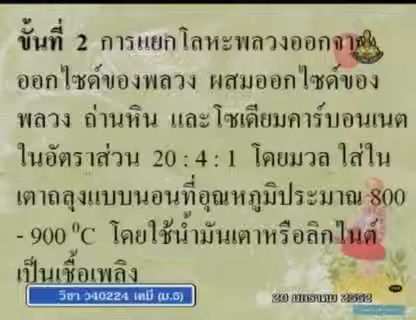 ขั้นที่ 2 การแยกโลหะพลวงออกจาก
ออกไซด์ของพลวง ผสมออกไซด์ของ
พลวง ถ่านหิน และโซเดียมคาร์บอนเนต
ในอัตราส่วน 20 : 4 : 1 โดยมวล ใส่ใน
เตาถลุงแบบนอนที่อุณหภูมิประมาณ 800
- 900 ⁰C โดยใช้น้ำมันเตาหรือลิกไนต์
เป็นเชื้อเพลิง
วิชา ว40224 เคมี (ม.5)
20 มกราคม 2552